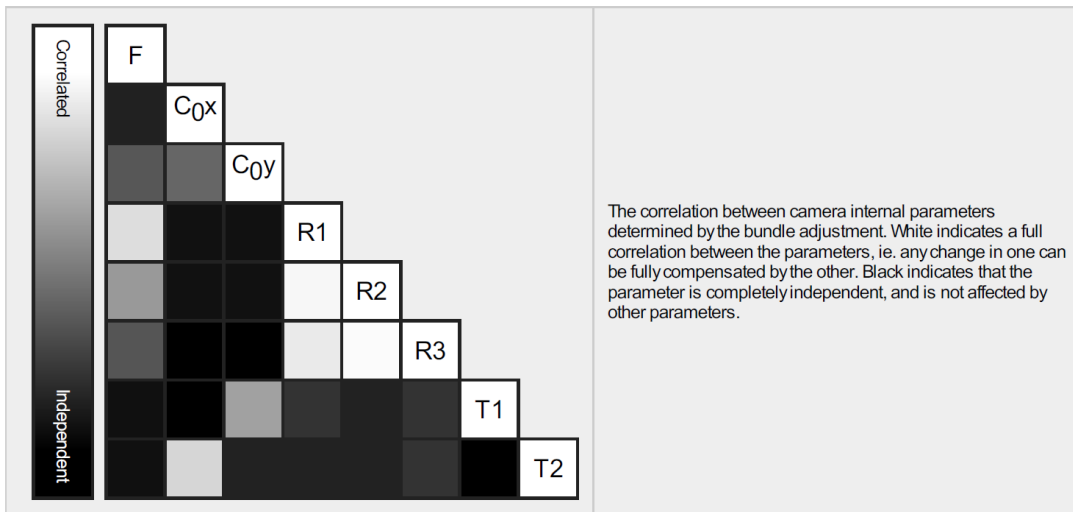 Correlated
Independent
F
C0x
C0y
R1
R2
R3
T1
T2
The correlation between camera internal parameters
determined by the bundle adjustment. White indicates a full
correlation between the parameters, ie. any change in one can
be fully compensated by the other. Black indicates that the
parameter is completely independent, and is not affected by
other parameters.